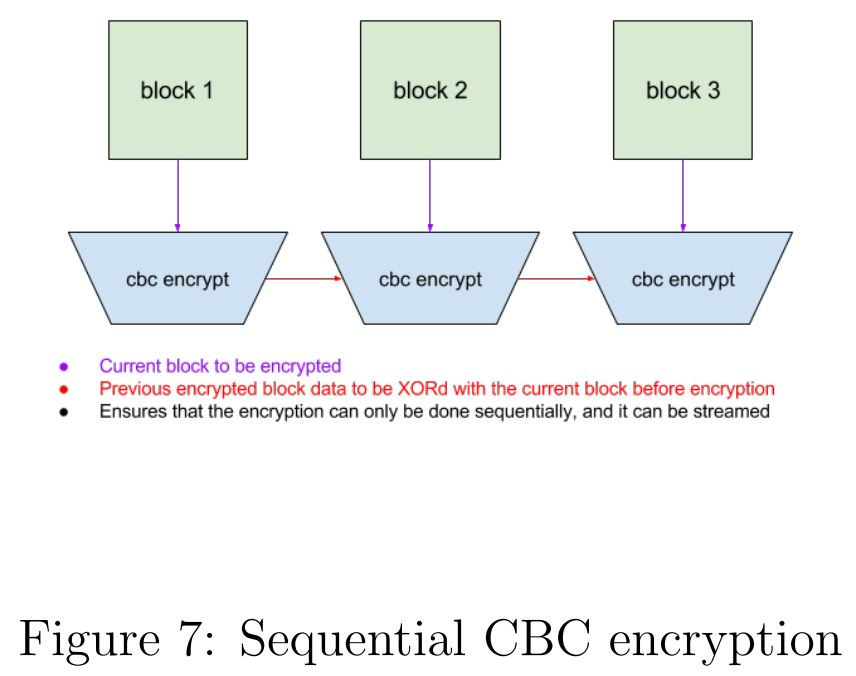 block 1
block 2
block 3
cbc encrypt
cbc encrypt
cbc encrypt
● Current block to be encrypted
● Previous encrypted block data to be XORd with the current block before encryption
● Ensures that the encryption can only be done sequentially, and it can be streamed
Figure 7: Sequential CBC encryption